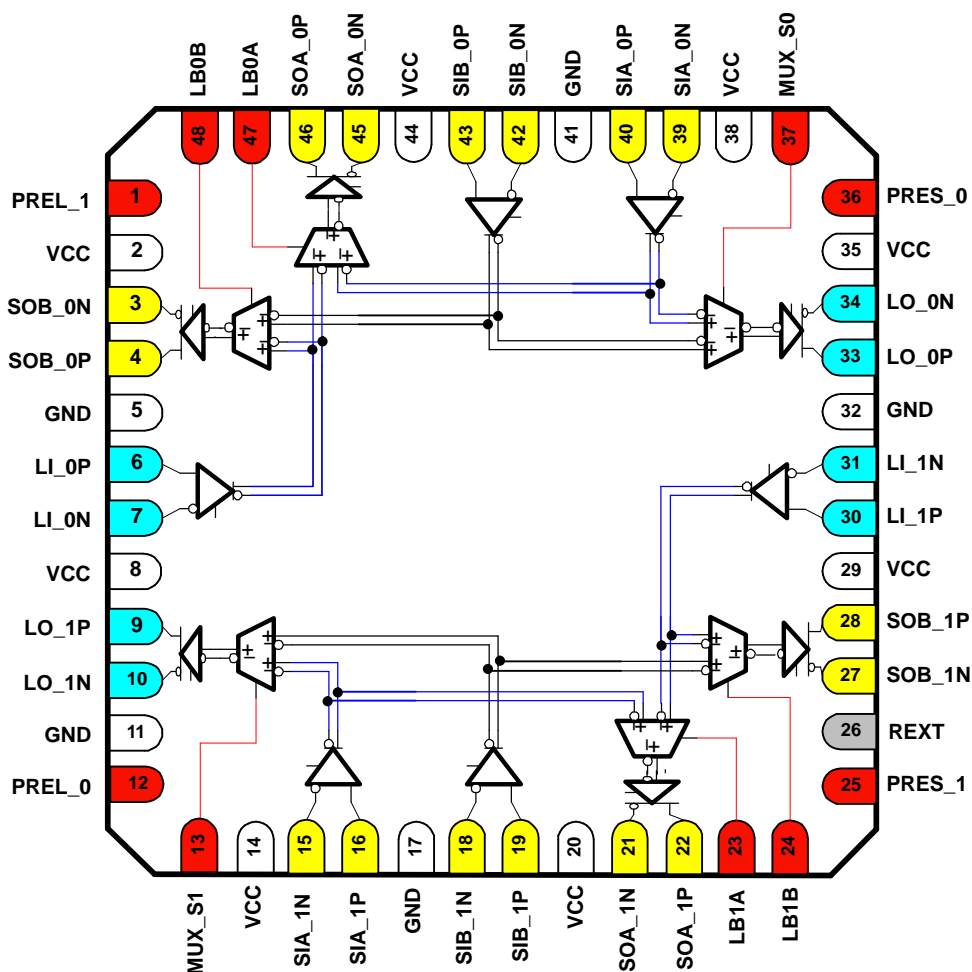 LB0B
LB0A
SOA_0P
SOA_0N
VCC
SIB_0P
SIB_0N
GND
SIA_0P
SIA_0N
VCC
MUX_S0
48
47
46
45
44
43
42
41
40
39
38
37
PREL_1
1
VCC
2
SOB_0N
3
SOB_0P
4
GND
5
LI_0P
6
LI_0N
7
VCC
8
LO_1P
9
LO_1N
10
GND
11
PREL_0
12
36
PRES_0
35
VCC
34
LO_0N
33
LO_0P
32
GND
31
LI_1N
30
LI_1P
29
VCC
28
SOB_1P
27
SOB_1N
26
REXT
25
PRES_1
13
14
15
16
17
18
19
20
21
22
23
24
MUX_S1
VCC
SIA_1N
SIA_1P
GND
SIB_1N
SIB_1P
VCC
SOA_1N
SOA_1P
LB1A
LB1B